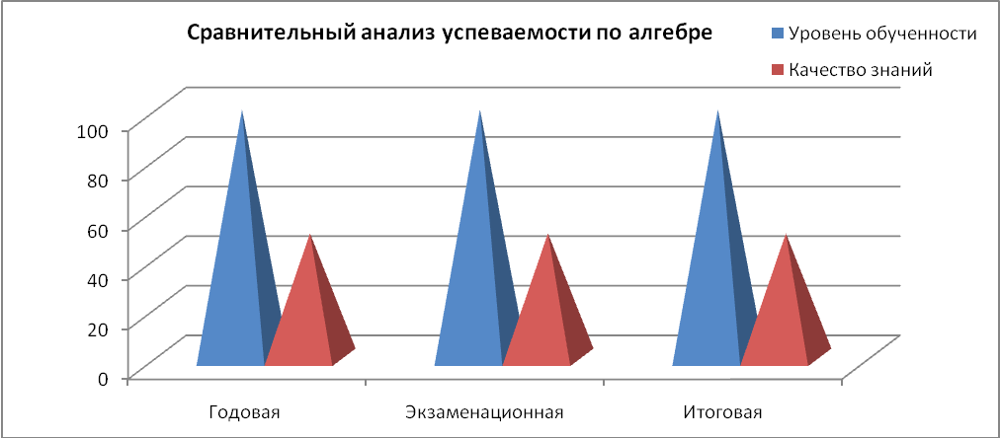 Сравнительный анализ успеваемости по алгебре
Уровень обученности
Качество знаний
100
80
60
40
20
0
Годовая
Экзаменационная
Итоговая